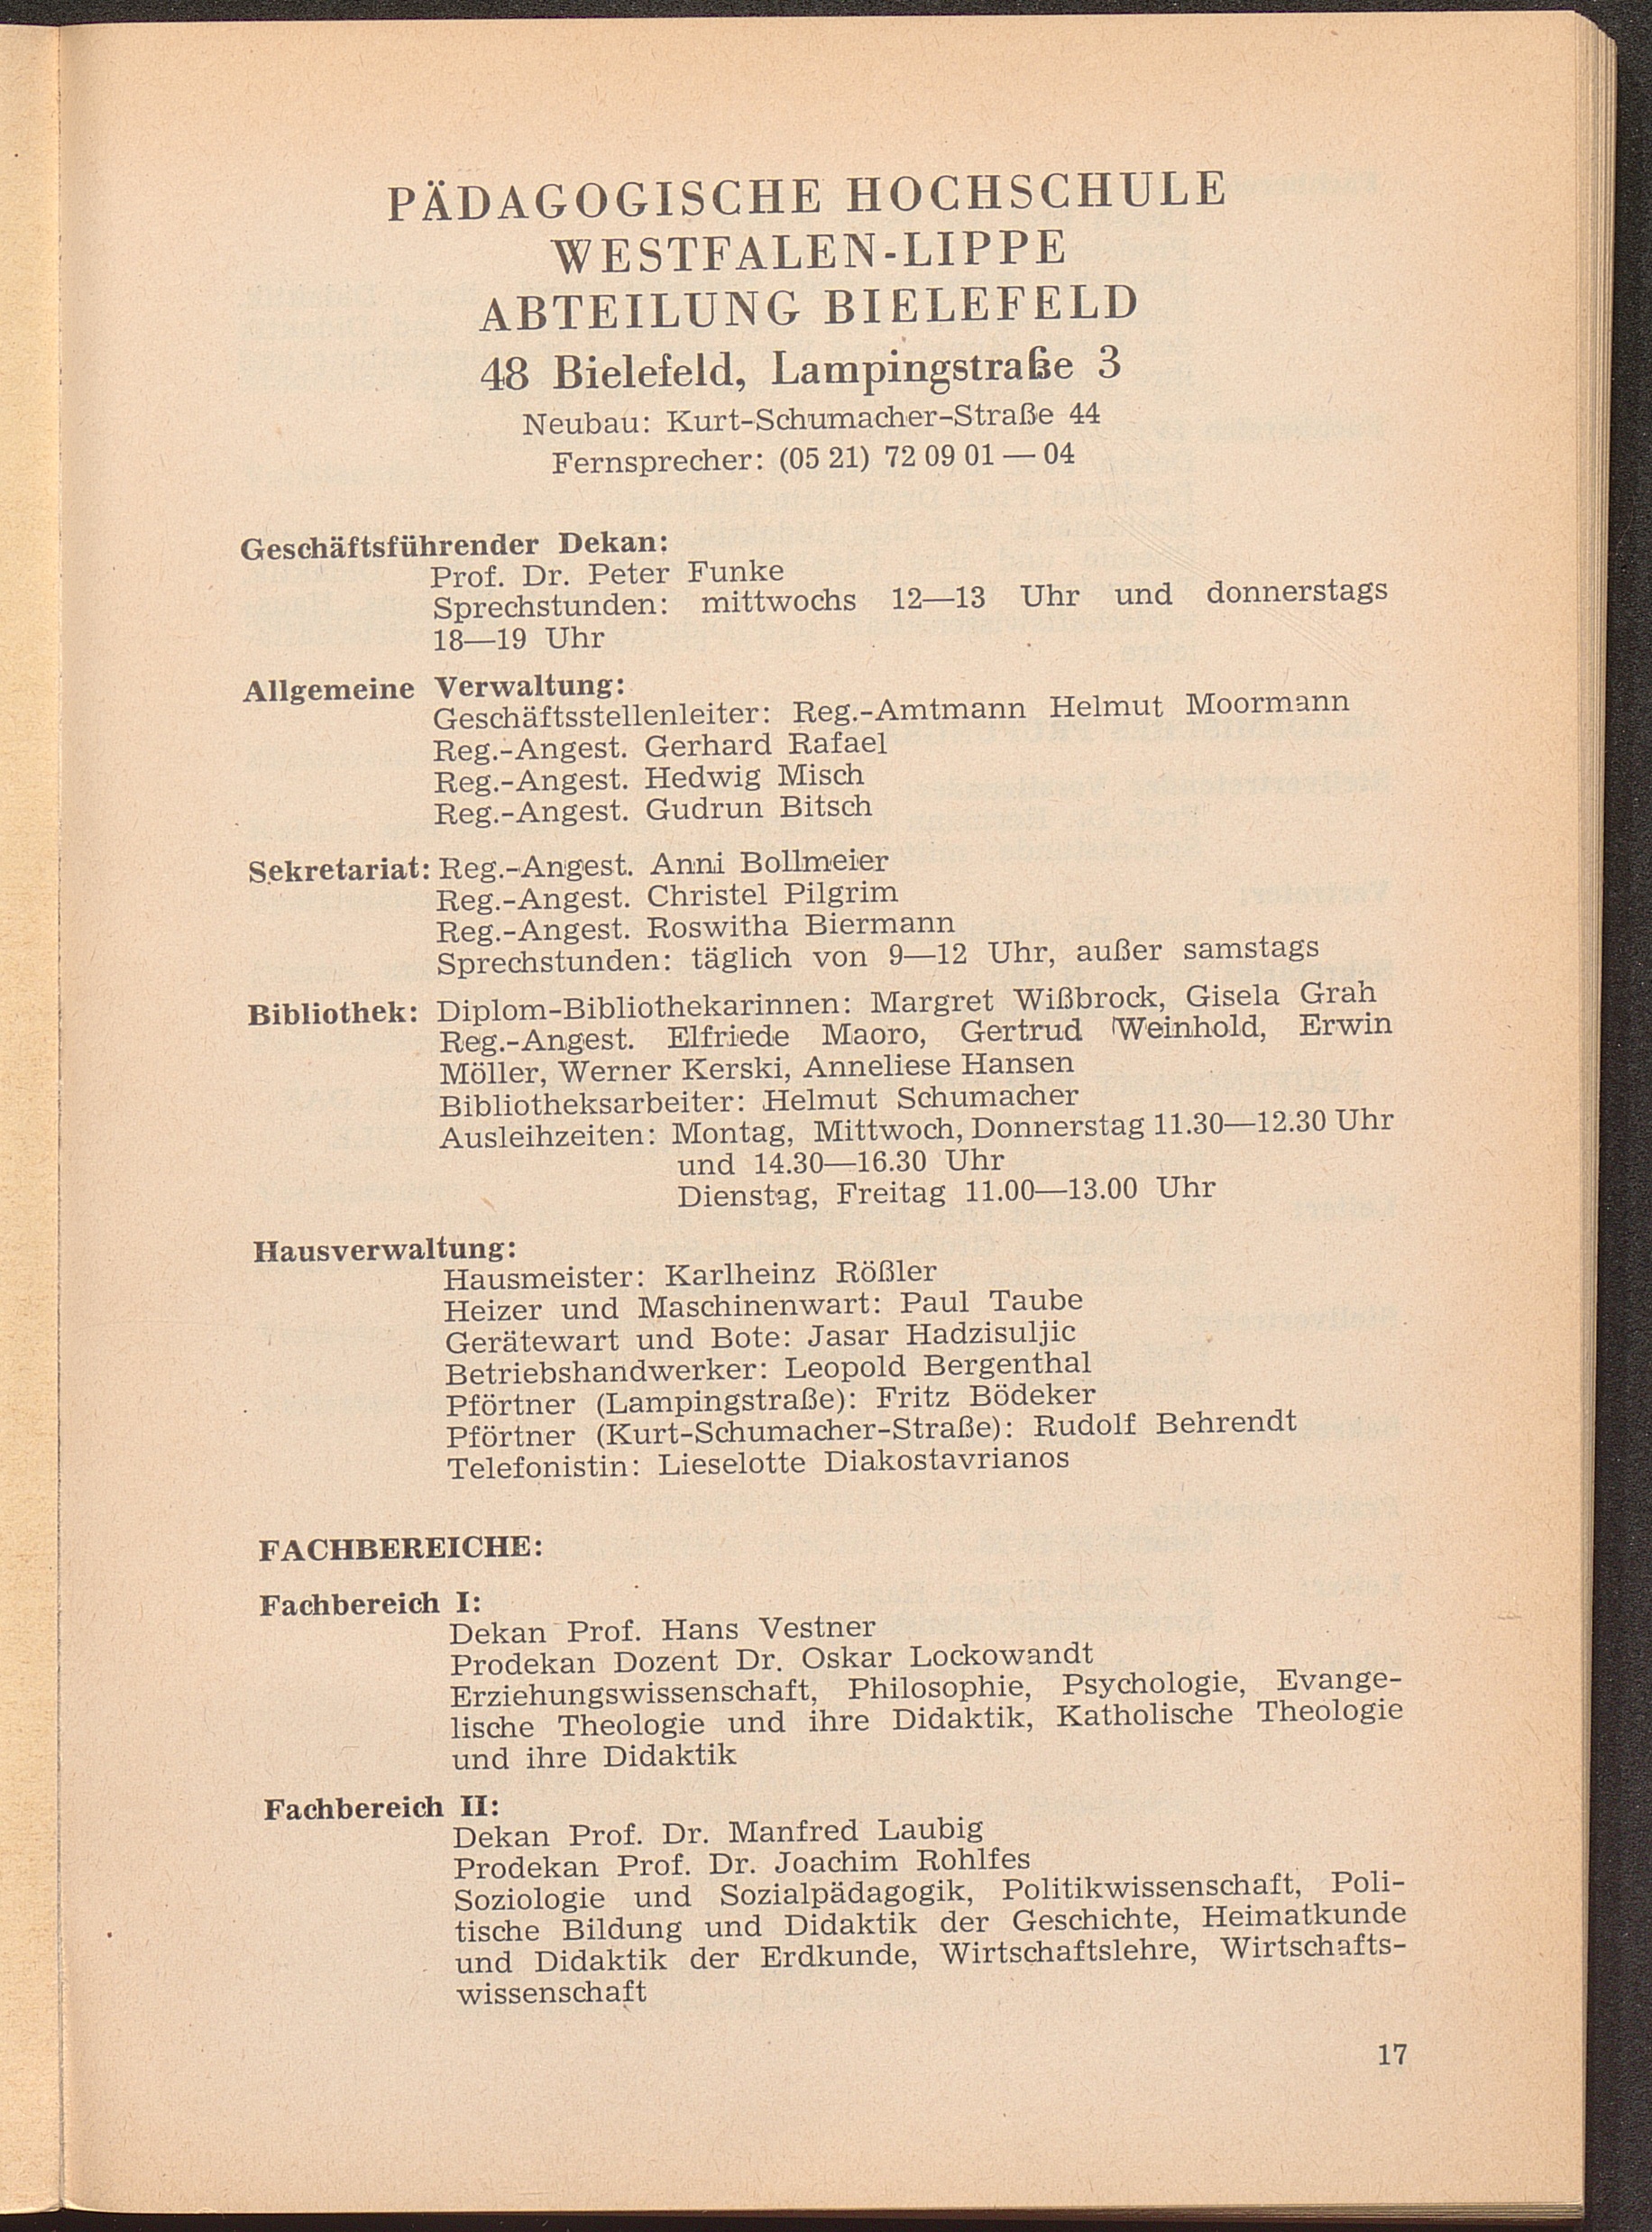 PÄDAGOGISCHE HOCHSCHULE
WESTFALEN-LIPPE
ABTEILUNG BIELEFELD
48 Bielefeld, Lampingstraße 3
Neubau: Kurt-Schumacher-Straße 44
Fernsprecher: (05 21) 72 09 01 — 04
Geschäftsführender Dekan:
Prof. Dr. Peter Funke
Sprechstunden: mittwochs 12—13 Uhr und donnerstags
18—19 Uhr
Allgemeine Verwaltung:
Geschäftsstellenleiter: Reg.-Amtmann Helmut Moormann
Reg.-Angest. Gerhard Rafael
Reg.-Angest. Hedwig Misch
Reg.-Angest. Gudrun Bitsch
Sekretariat: Reg.-Angest. Anni Bollmeier
Reg.-Angest. Christel Pilgrim
Reg.-Angest. Roswitha Biermann
Sprechstunden: täglich von 9—12 Uhr, außer samstags
Bibliothek: Diplom-Bibliothekarinnen: Margret Wißbrock, Gisela Grah
Reg.-Angest. Elfriede Maoro, Gertrud Weinhold, Erwin
Möller, Werner Kerski, Anneliese Hansen
Bibliotheksarbeiter: Helmut Schumacher
Ausleihzeiten: Montag, Mittwoch, Donnerstag 11.30—12.30 Uhr
und 14.30—16.30 Uhr
Dienstag, Freitag 11.00—13.00 Uhr
Hausverwaltung:
Hausmeister: Karlheinz Rößler
Heizer und Maschinenwart: Paul Taube
Gerätewart und Bote: Jasar Hadzisuljic
Betriebshandwerker: Leopold Bergenthal
Pförtner (Lampingstraße): Fritz Bödeker
Pförtner (Kurt-Schumacher-Straße): Rudolf Behrendt
Telefonistin: Lieselotte Diakostavrianos
FACHBEREICHE:
Fachbereich I:
Dekan Prof. Hans Vestner
Prodekan Dozent Dr. Oskar Lockowandt
Erziehungswissenschaft, Philosophie, Psychologie, Evange-
lische Theologie und ihre Didaktik, Katholische Theologie
und ihre Didaktik
Fachbereich II:
Dekan Prof. Dr. Manfred Laubig
Prodekan Prof. Dr. Joachim Rohlfes
Soziologie und Sozialpädagogik, Politikwissenschaft, Poli-
tische Bildung und Didaktik der Geschichte, Heimatkunde
und Didaktik der Erdkunde, Wirtschaftslehre, Wirtschafts-
wissenschaft
17